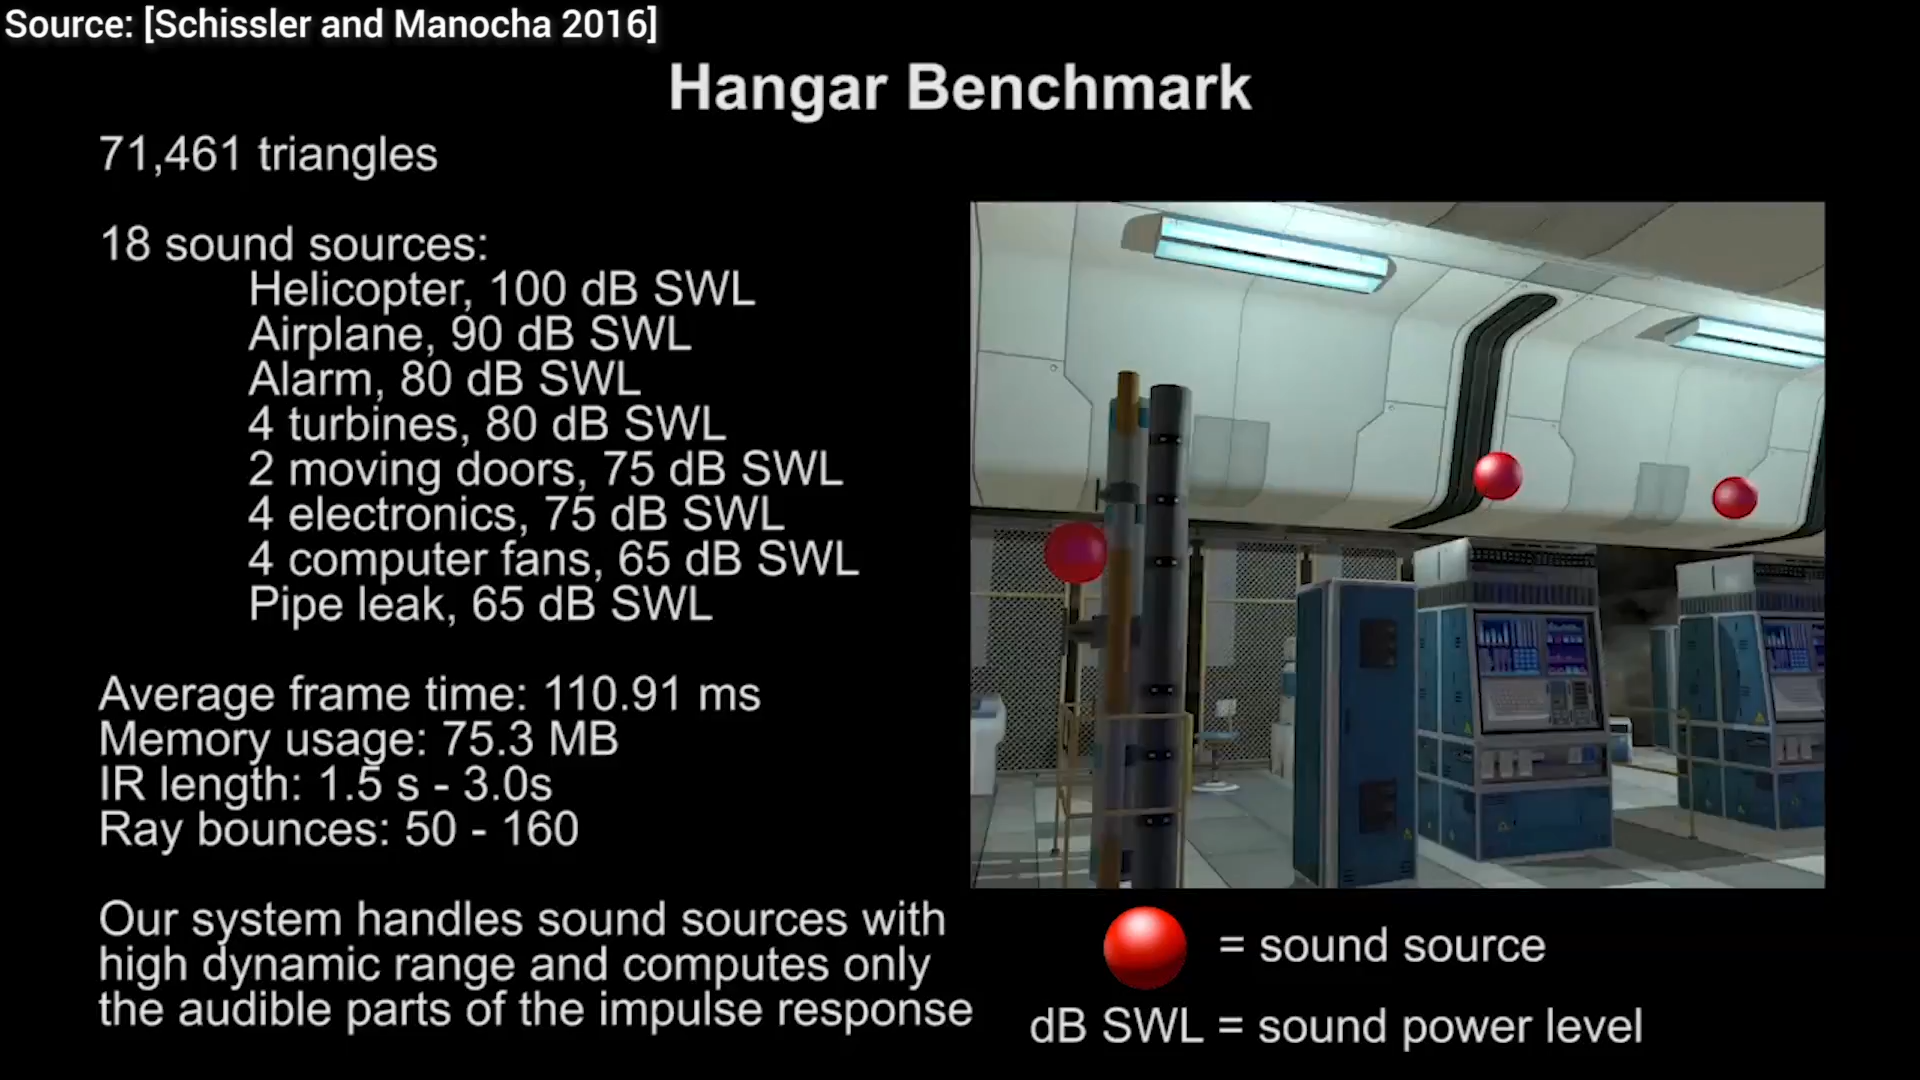 Source: [Schissler and Manocha 2016]
Hangar Benchmark
71,461 triangles
18 sound sources:
Helicopter, 100 dB SWL
Airplane, 90 dB SWL
Alarm, 80 dB SWL
4 turbines, 80 dB SWL
2 moving doors, 75 dB SWL
4 electronics, 75 dB SWL
4 computer fans, 65 dB SWL
Pipe leak, 65 dB SWL
Average frame time: 110.91 ms
Memory usage: 75.3 MB
IR length: 1.5 s - 3.0s
Ray bounces: 50 - 160
Our system handles sound sources with
high dynamic range and computes only
the audible parts of the impulse response
= sound source
dB SWL = sound power level